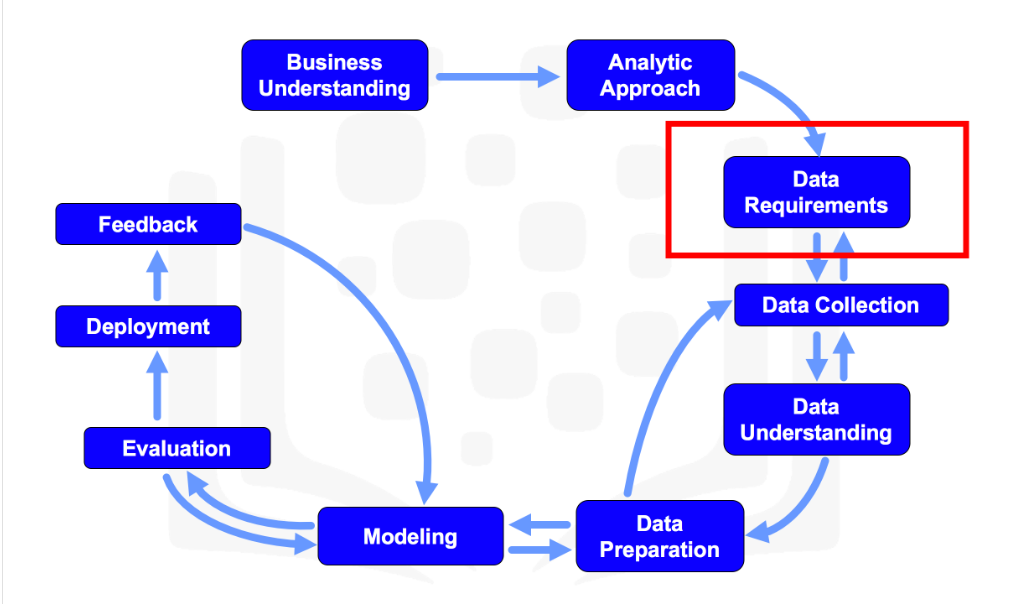 Business
Understanding
Analytic
Approach
Data
Requirements
Data Collection
Data
Understanding
Data
Preparation
Modeling
Evaluation
Deployment
Feedback